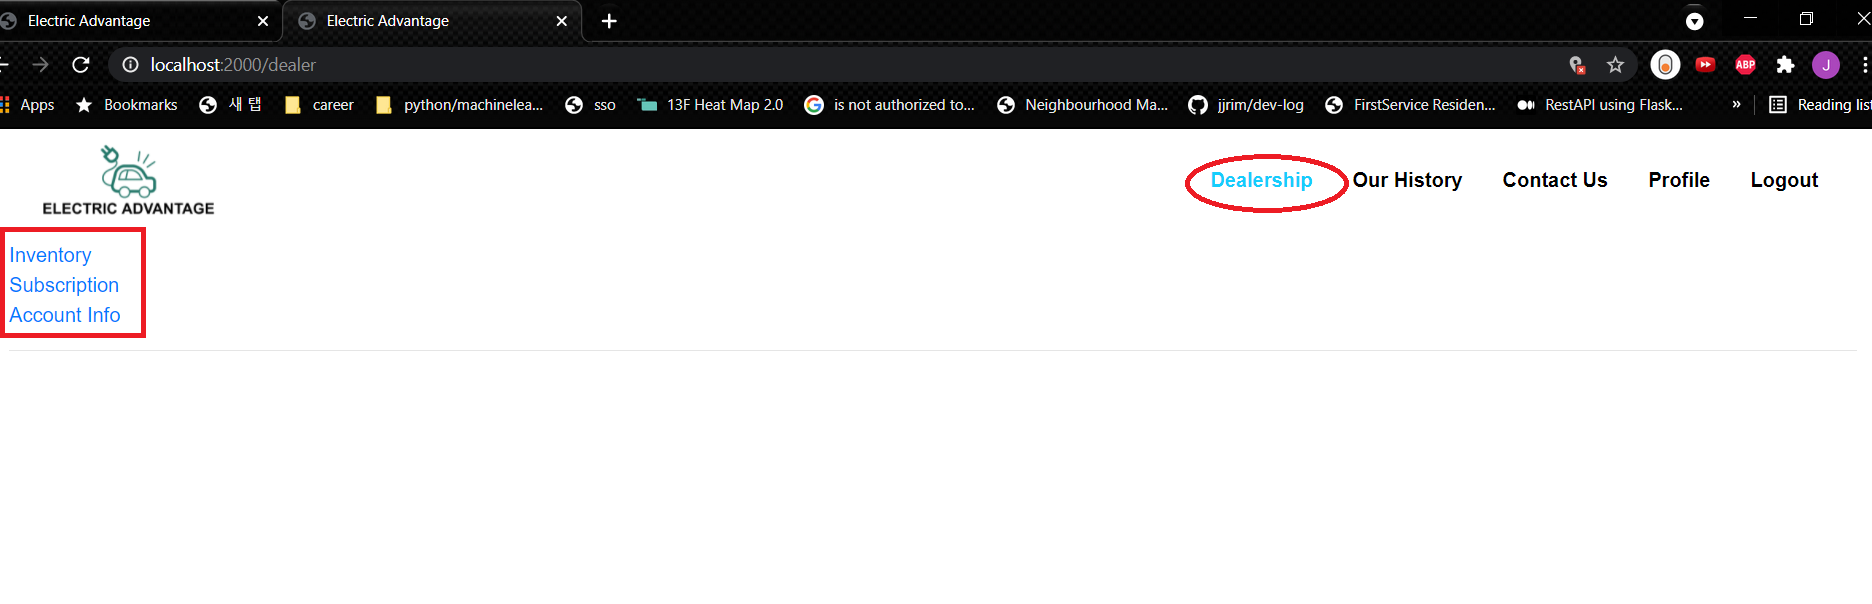 Electric Advantage
Electric Advantage
localhost:2000/dealer
ABP
J
Apps
Bookmarks
새 탭
career
python/machinelea...
sso
13F Heat Map 2.0
is not authorized to...
Neighbourhood Ma...
jjrim/dev-log
FirstService Residen...
RestAPI using Flask...
»
Reading list
ELECTRIC ADVANTAGE
Dealership
Our History
Contact Us
Profile
Logout
Inventory
Subscription
Account Info